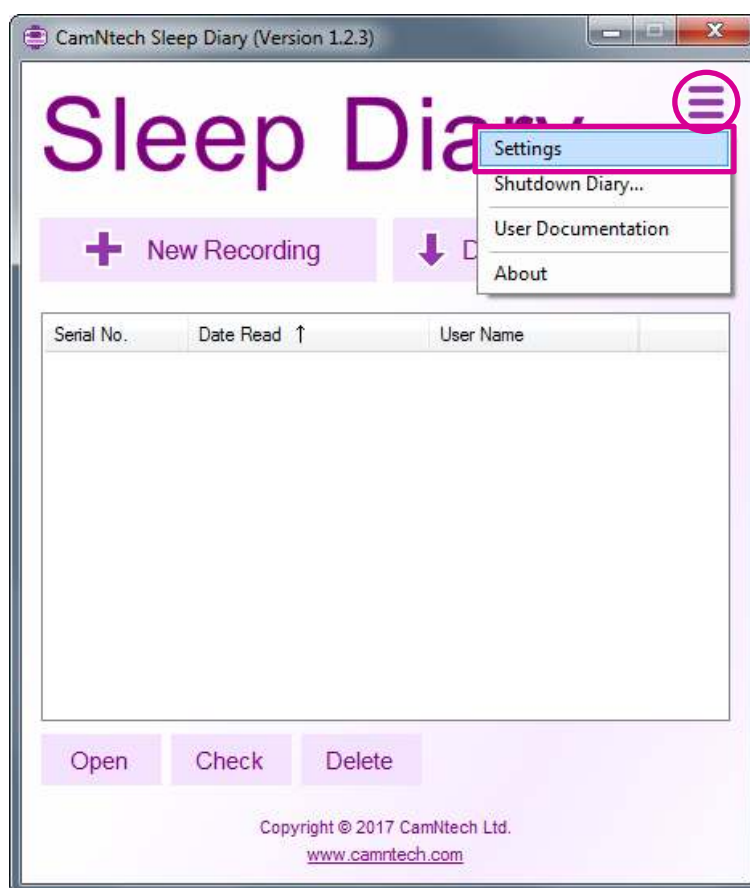 CamNtech Sleep Diary (Version 1.2.3)
Sleep
Settings
Shutdown Diary...
User Documentation
About
New Recording
Serial No. Date Read ↑ User Name
Open Check Delete
Copyright © 2017 CamNtech Ltd.
www.camntech.com